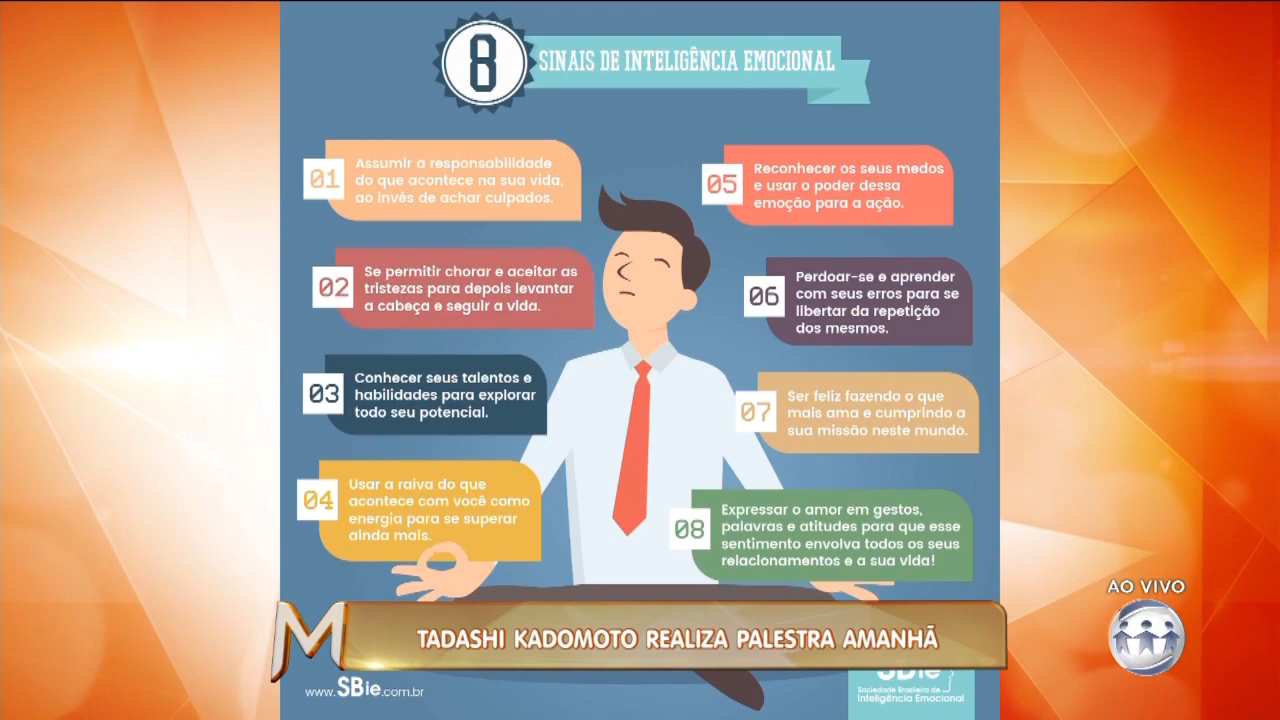 8
SINAIS DE INTELIGÊNCIA EMOCIONAL
01
Assumir a responsabilidade
do que acontece na sua vida,
ao invés de achar culpados.
02
Se permitir chorar e aceitar as
tristezas para depois levantar
a cabeça e seguir a vida.
03
Conhecer seus talentos e
habilidades para explorar
todo seu potencial.
04
Usar a raiva do que
acontece com você como
energia para se superar
ainda mais.
05
Reconhecer os seus medos
e usar o poder dessa
emoção para a ação.
06
Perdoar-se e aprender
com seus erros para se
libertar da repetição
dos mesmos.
07
Ser feliz fazendo o que
mais ama e cumprindo a
sua missão neste mundo.
08
Expressar o amor em gestos,
palavras e atitudes para que esse
sentimento envolva todos os seus
relacionamentos e a sua vida!
AO VIVO
M
TADASHI KADOMOTO REALIZA PALESTRA AMANHÃ
www.SBie.com.br
SBie
Sociedade Brasileira de
Inteligência Emocional